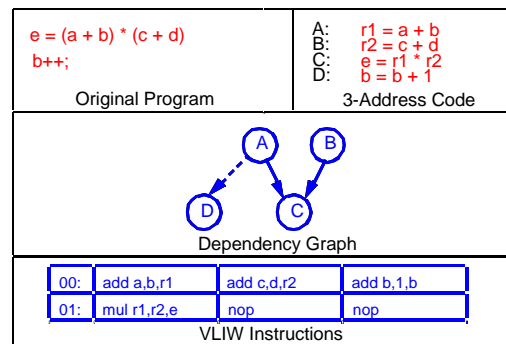 e = (a + b) * (c + d)
b++;
Original Program
A: r1 = a + b
B: r2 = c + d
C: e = r1 * r2
D: b = b + 1
3-Address Code
A
B
D
C
Dependency Graph
00: add a,b,r1 add c,d,r2 add b,1,b
01: mul r1,r2,e nop nop
VLIW Instructions